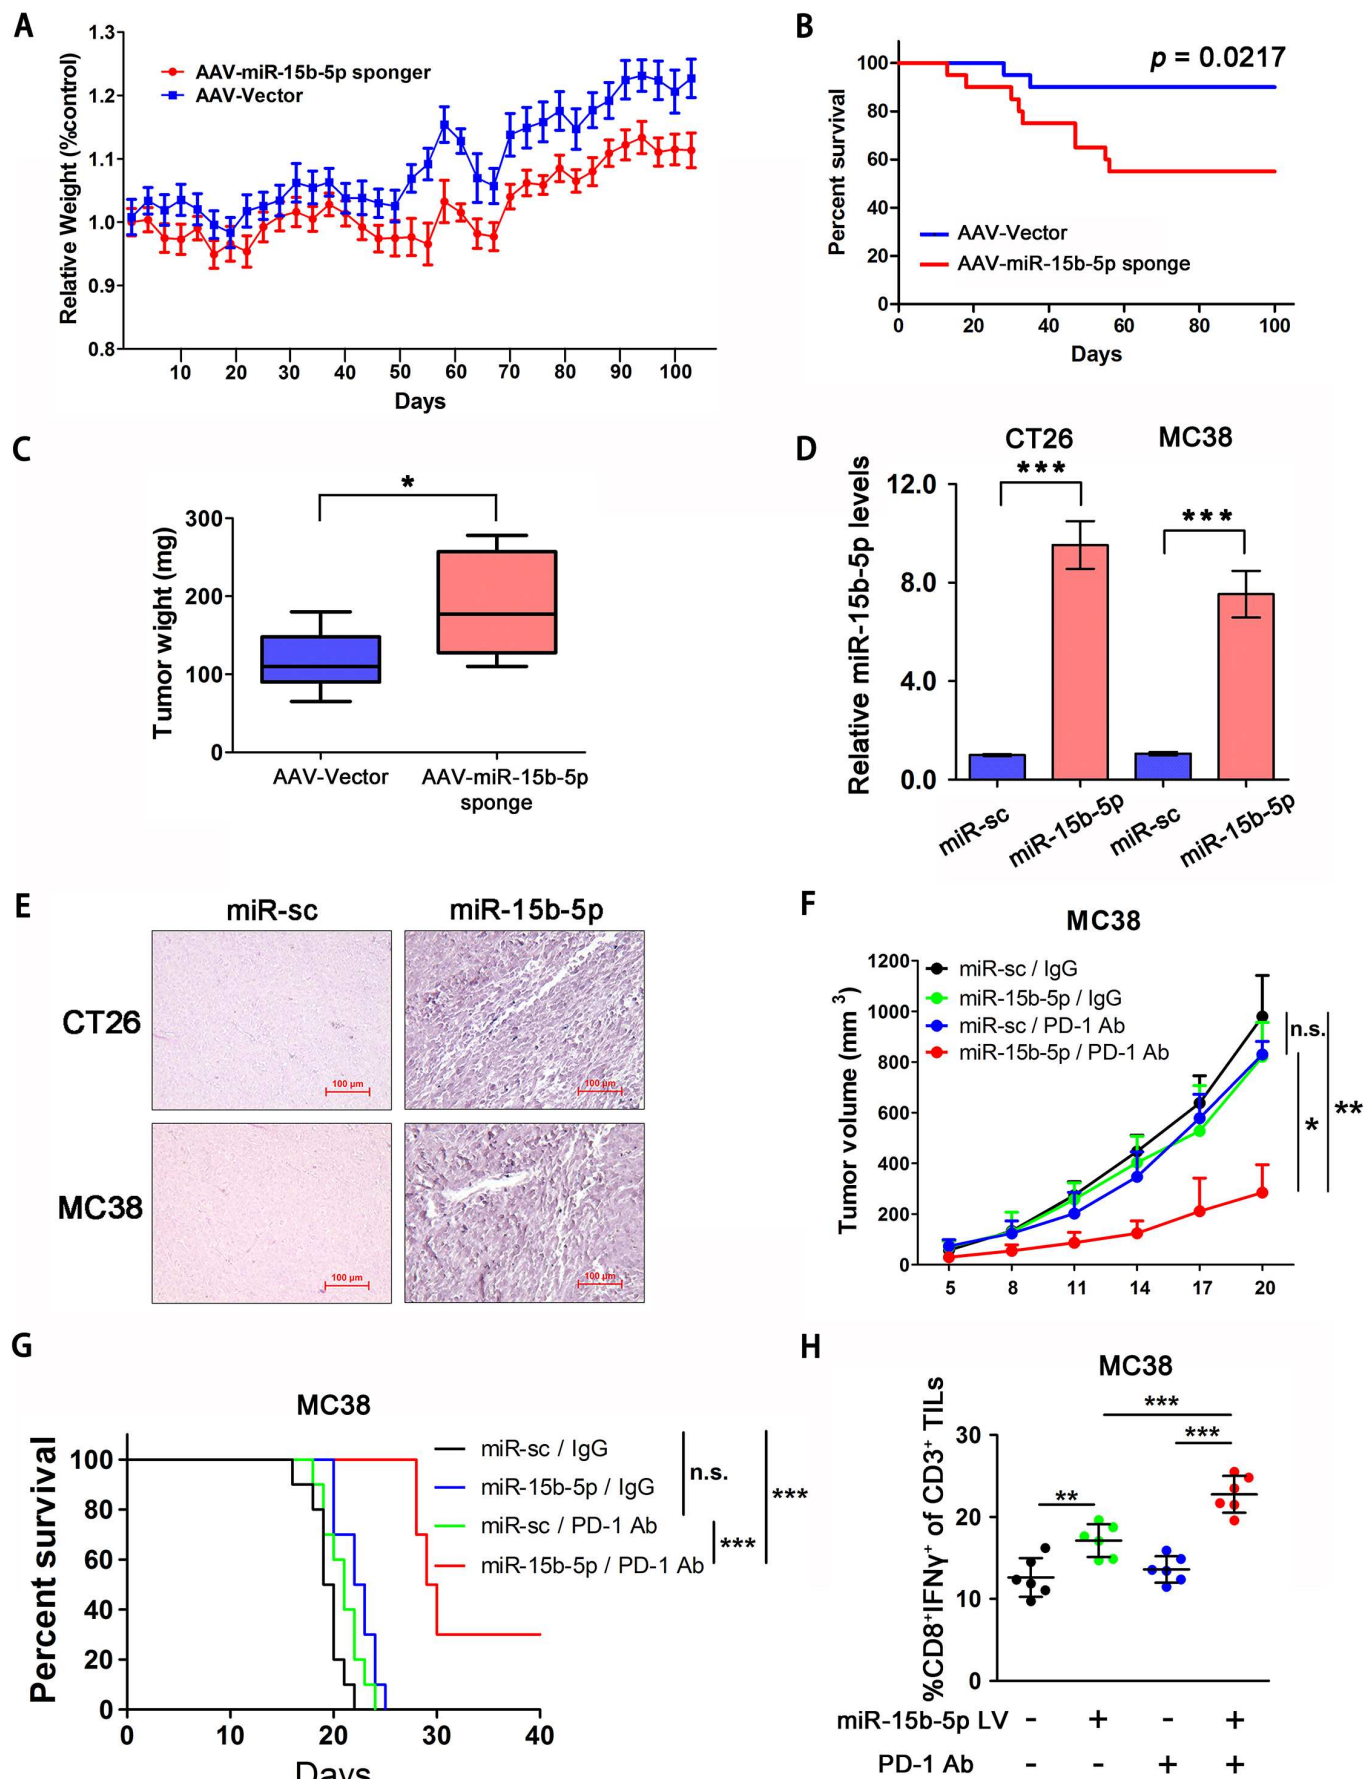 A
1.3
1.2
1.1
1.0
0.9
0.8
Relative Weight (%control)
AAV-miR-15b-5p sponger
AAV-Vector
10 20 30 40 50 60 70 80 90 100
Days
B
100
80
60
40
20
0
Percent survival
p = 0.0217
AAV-Vector
AAV-miR-15b-5p sponge
0 20 40 60 80 100
Days
C
300
200
100
0
Tumor wight (mg)
*
AAV-Vector
AAV-miR-15b-5p
sponge
D
CT26 MC38
*** ***
12.0
8.0
4.0
0.0
Relative miR-15b-5p levels
miR-sc miR-15b-5p miR-sc miR-15b-5p
E
miR-sc miR-15b-5p
CT26
100 μm 100 μm
MC38
100 μm 100 μm
F
MC38
1200
1000
800
600
400
200
0
Tumor volume (mm 3)
miR-sc / IgG
miR-15b-5p / IgG
miR-sc / PD-1 Ab
miR-15b-5p / PD-1 Ab
n.s.
*
**
5 8 11 14 17 20
G
MC38
100
80
60
40
20
0
Percent survival
miR-sc / IgG
miR-15b-5p / IgG
miR-sc / PD-1 Ab
miR-15b-5p / PD-1 Ab
n.s.
***
***
0 10 20 30 40
Days
H
MC38
***
***
**
30
20
10
0
%CD8+IFNγ+ of CD3+ TILs
miR-15b-5p LV - + - +
PD-1 Ab - - + +